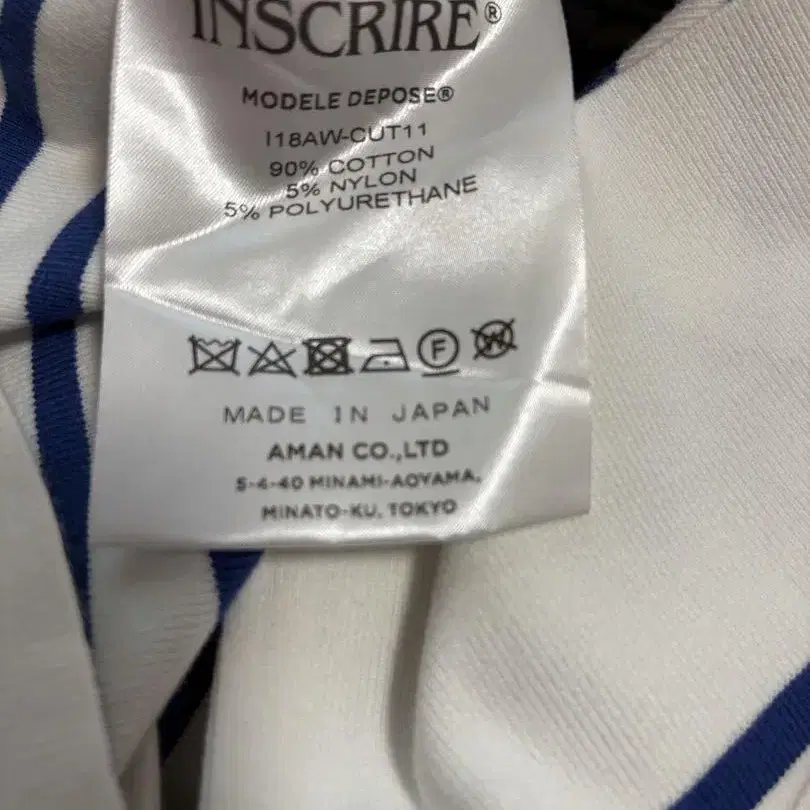 INSCRIRE®
MODELE DEPOSE®
I18AW-CUT11
90% COTTON
5% NYLON
5% POLYURETHANE
F W
MADE IN JAPAN
AMAN CO.,LTD
5-4-40 MINAMI-AOYAMA,
MINATO-KU, TOKYO